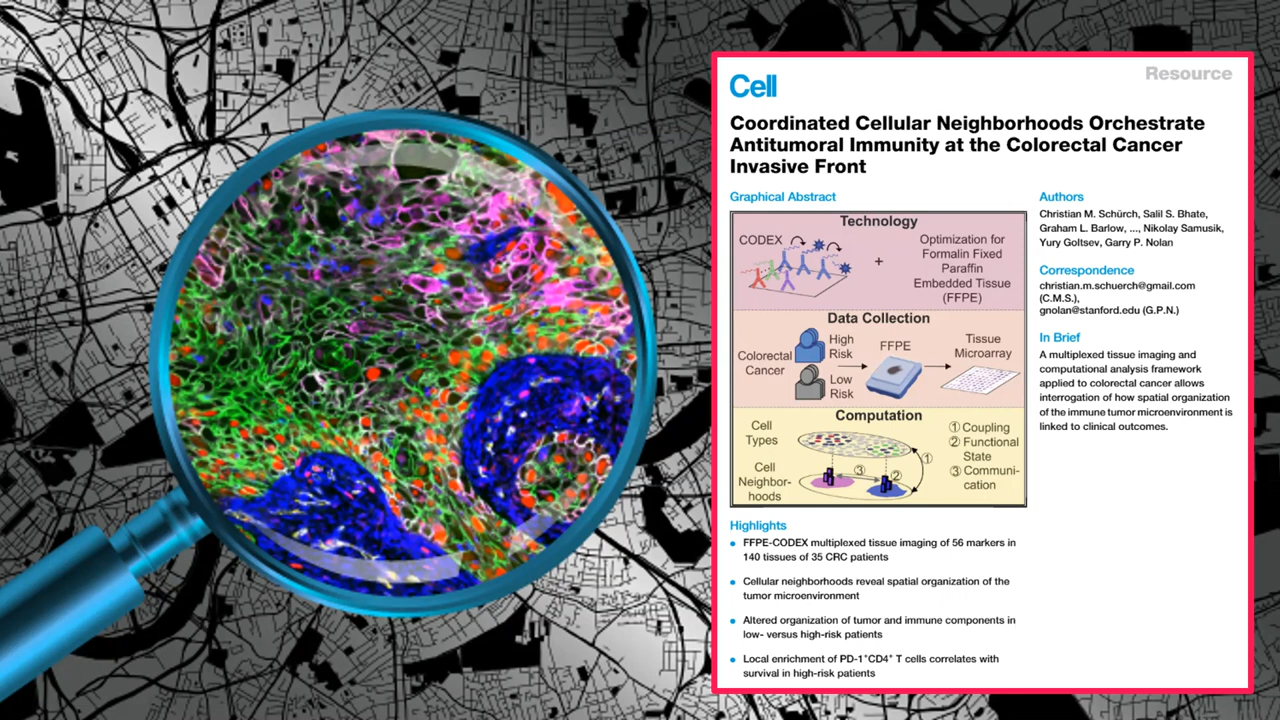 Resource
Cell
Coordinated Cellular Neighborhoods Orchestrate
Antitumoral Immunity at the Colorectal Cancer
Invasive Front
Graphical Abstract
Technology
CODEX
+
Optimization for
Formalin Fixed
Paraffin
Embedded Tissue
(FFPE)
Data Collection
Colorectal
Cancer
High
Risk
Low
Risk
FFPE
Tissue
Microarray
Computation
Cell
Types
Cell
Neighbor-
hoods
①
②
③
① Coupling
② Functional
State
③ Communi-
cation
Authors
Christian M. Schürch, Salil S. Bhate,
Graham L. Barlow, ..., Nikolay Samusik,
Yury Goltsev, Garry P. Nolan
Correspondence
christian.m.schuerch@gmail.com
(C.M.S.),
gnolan@stanford.edu (G.P.N.)
In Brief
A multiplexed tissue imaging and
computational analysis framework
applied to colorectal cancer allows
interrogation of how spatial organization
of the immune tumor microenvironment is
linked to clinical outcomes.
Highlights
• FFPE-CODEX multiplexed tissue imaging of 56 markers in
140 tissues of 35 CRC patients
• Cellular neighborhoods reveal spatial organization of the
tumor microenvironment
• Altered organization of tumor and immune components in
low- versus high-risk patients
• Local enrichment of PD-1⁺CD4⁺ T cells correlates with
survival in high-risk patients